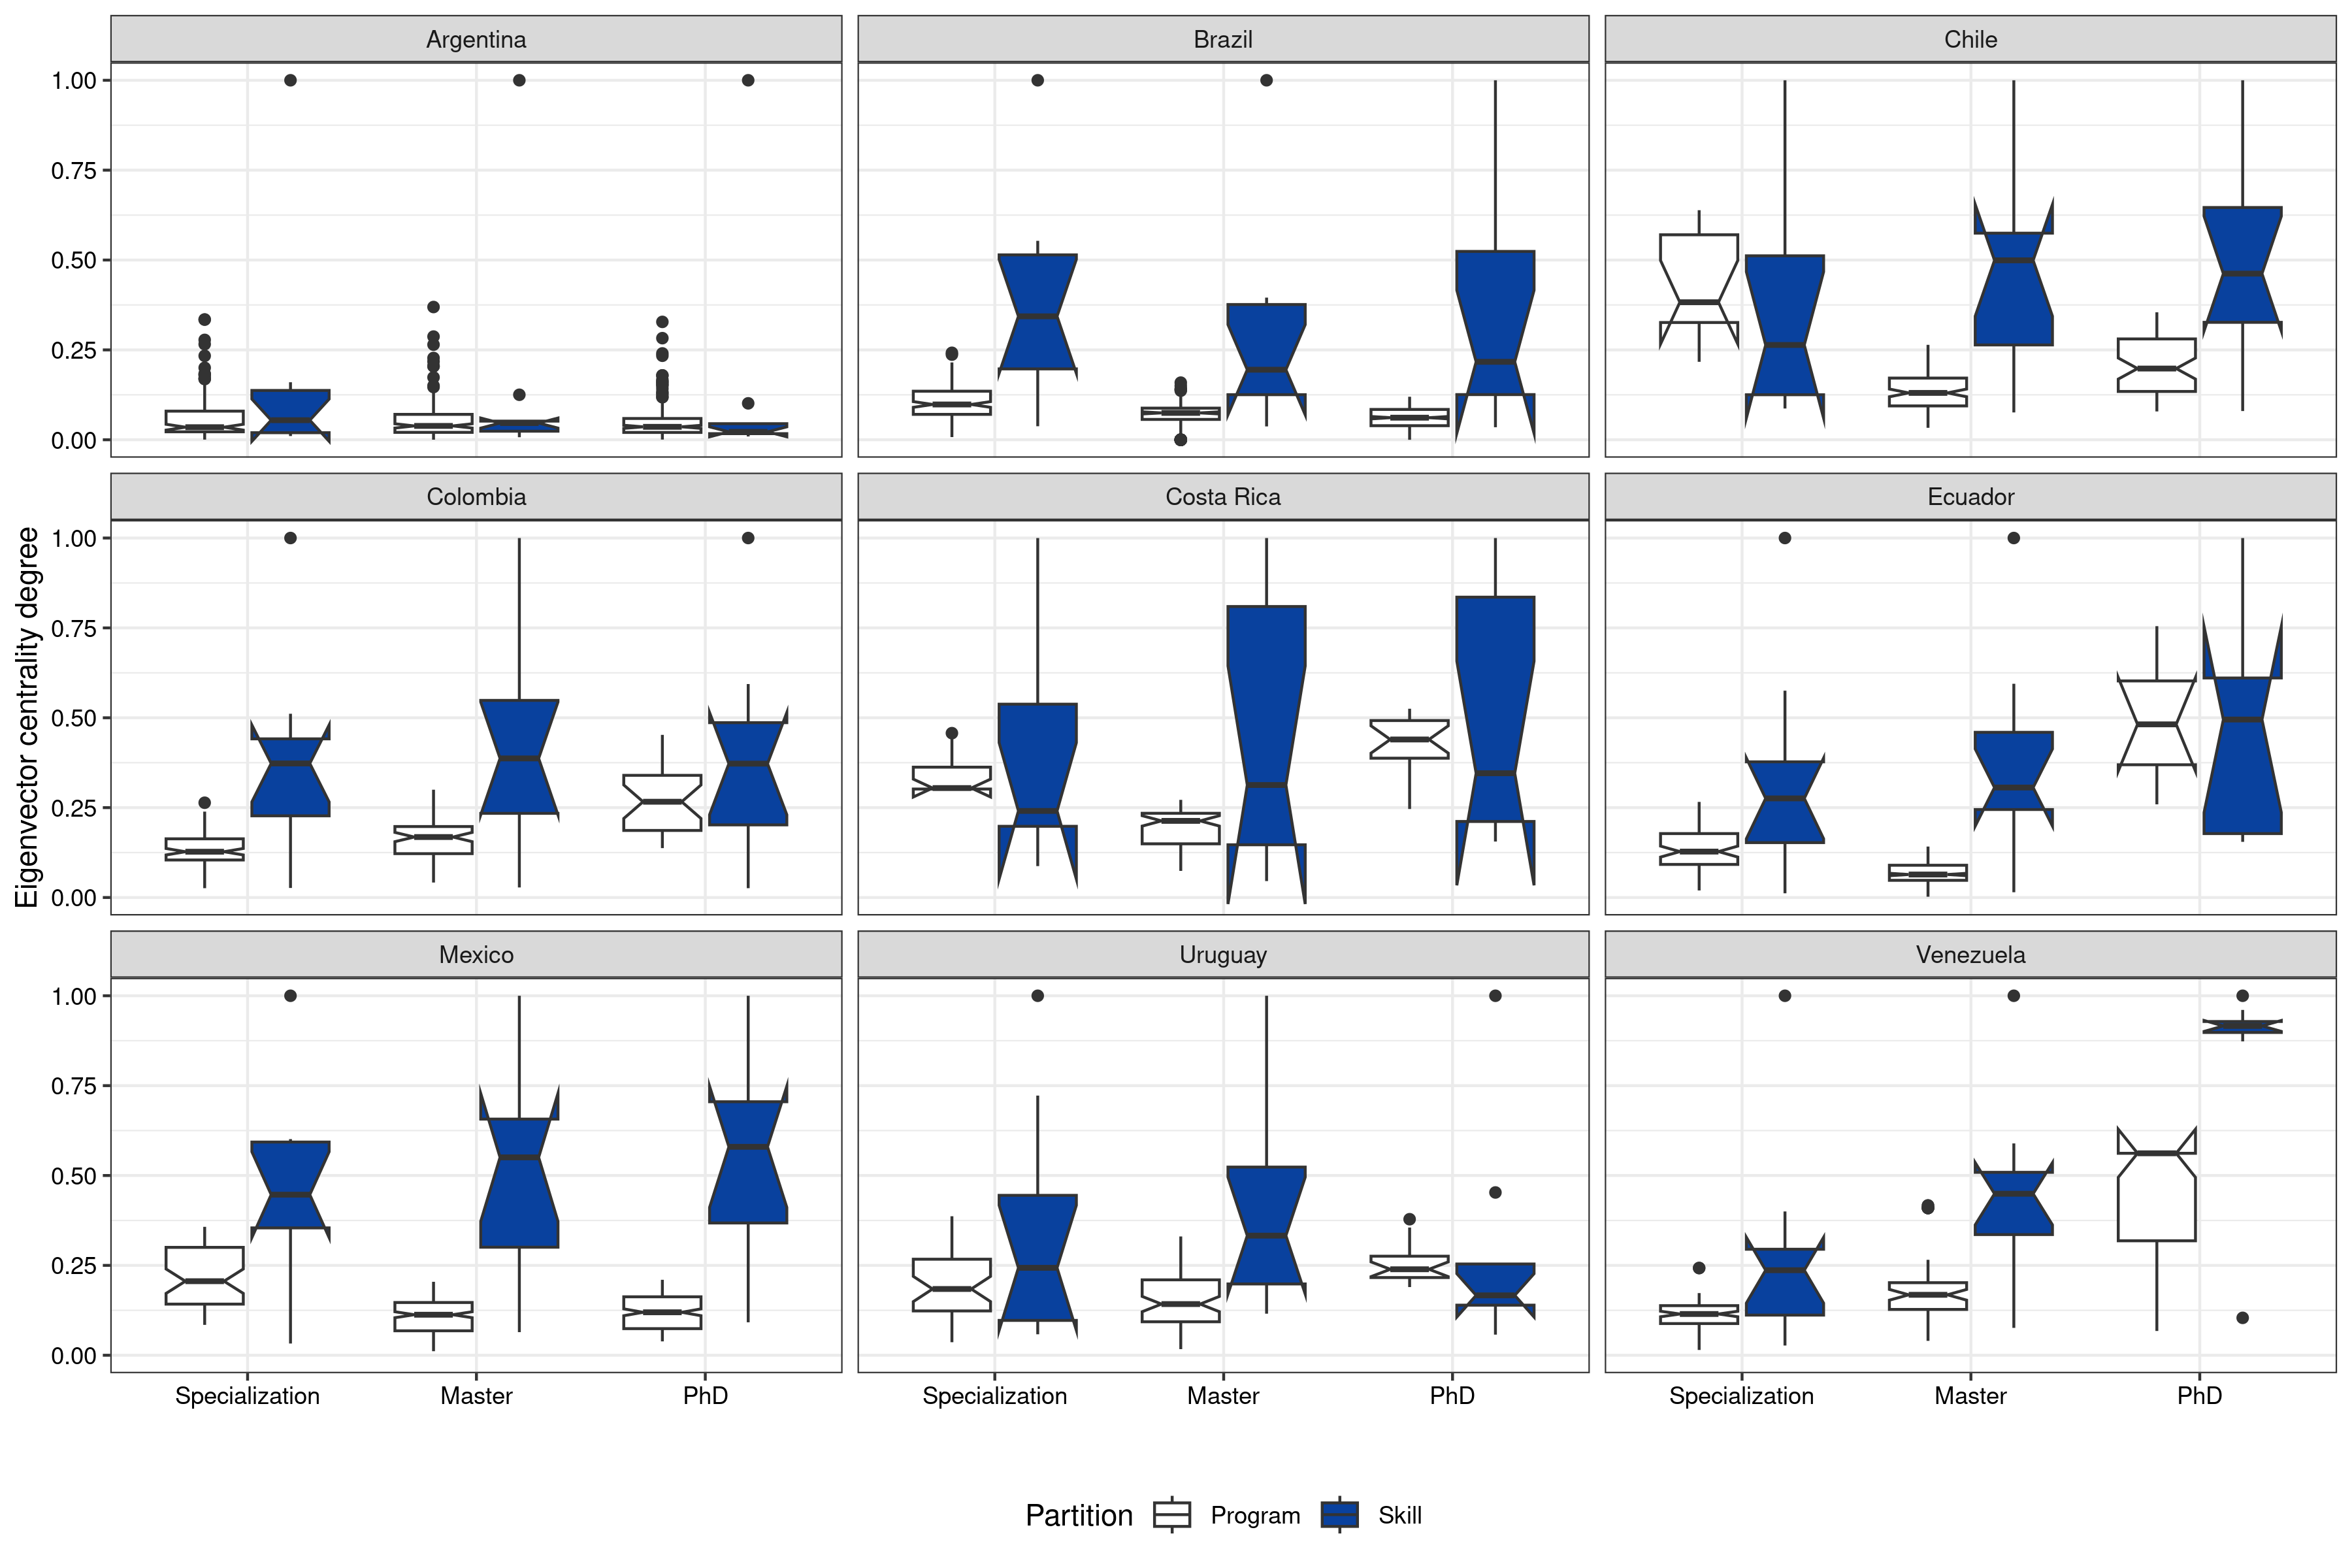 Argentina Brazil Chile
1.00
0.75
0.50
0.25
0.00
Colombia Costa Rica Ecuador
Eigenvector centrality degree
1.00
0.75
0.50
0.25
0.00
Mexico Uruguay Venezuela
1.00
0.75
0.50
0.25
0.00
Specialization Master PhD Specialization Master PhD Specialization Master PhD
Partition Program Skill